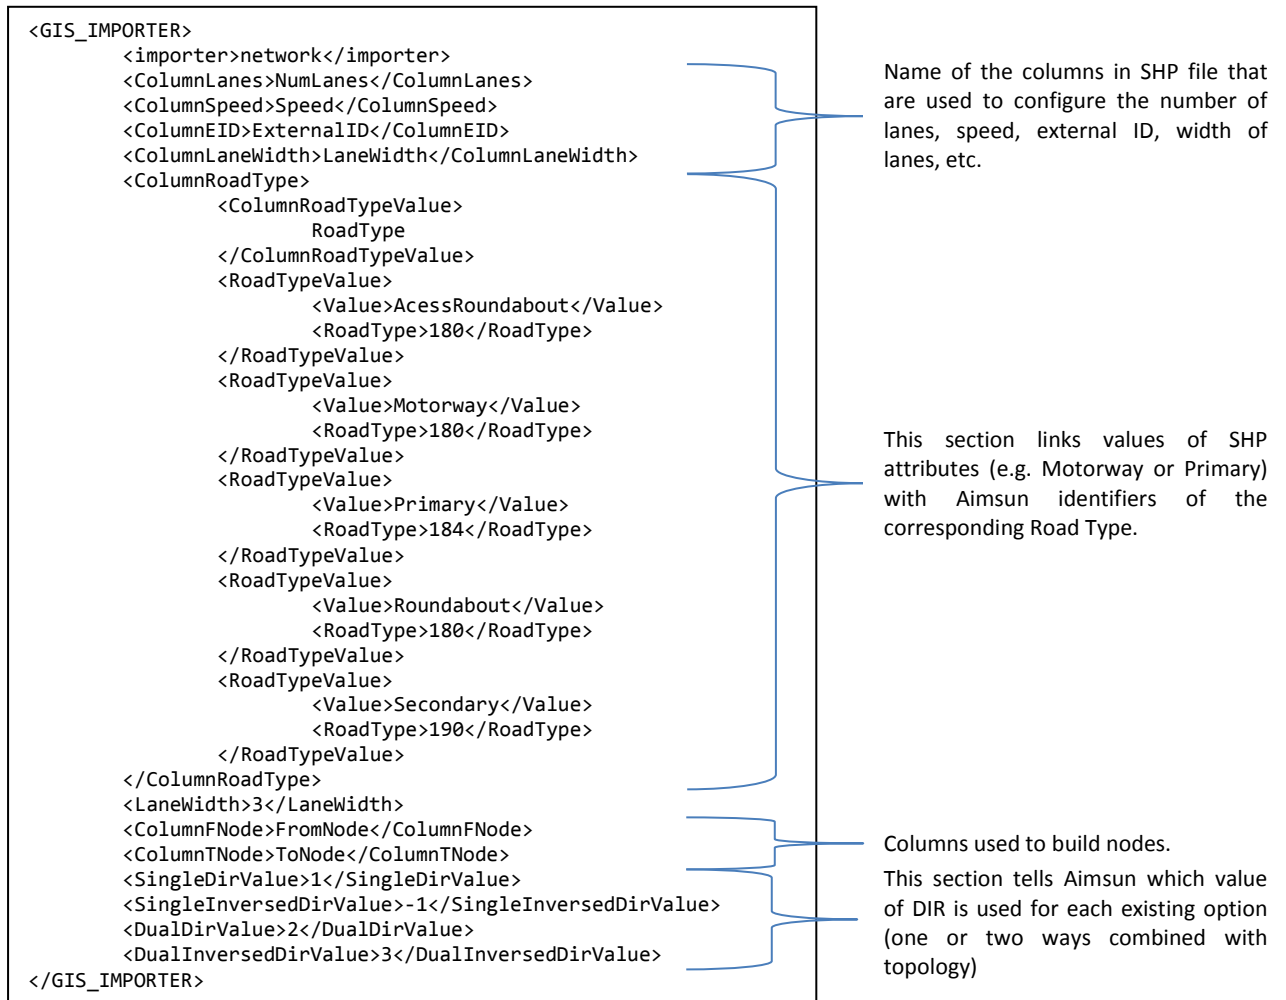 <GIS_IMPORTER>
<importer>network</importer>
<ColumnLanes>NumLanes</ColumnLanes>
<ColumnSpeed>Speed</ColumnSpeed>
<ColumnEID>ExternalID</ColumnEID>
<ColumnLaneWidth>LaneWidth</ColumnLaneWidth>
<ColumnRoadType>
<ColumnRoadTypeValue>
RoadType
</ColumnRoadTypeValue>
<RoadTypeValue>
<Value>AcessRoundabout</Value>
<RoadType>180</RoadType>
</RoadTypeValue>
<RoadTypeValue>
<Value>Motorway</Value>
<RoadType>180</RoadType>
</RoadTypeValue>
<RoadTypeValue>
<Value>Primary</Value>
<RoadType>184</RoadType>
</RoadTypeValue>
<RoadTypeValue>
<Value>Roundabout</Value>
<RoadType>180</RoadType>
</RoadTypeValue>
<RoadTypeValue>
<Value>Secondary</Value>
<RoadType>190</RoadType>
</RoadTypeValue>
</ColumnRoadType>
<LaneWidth>3</LaneWidth>
<ColumnFNode>FromNode</ColumnFNode>
<ColumnTNode>ToNode</ColumnTNode>
<SingleDirValue>1</SingleDirValue>
<SingleInversedDirValue>-1</SingleInversedDirValue>
<DualDirValue>2</DualDirValue>
<DualInversedDirValue>3</DualInversedDirValue>
</GIS_IMPORTER>
Name of the columns in SHP file that
are used to configure the number of
lanes, speed, external ID, width of
lanes, etc.
This section links values of SHP
attributes (e.g. Motorway or Primary)
with Aimsun identifiers of the
corresponding Road Type.
Columns used to build nodes.
This section tells Aimsun which value
of DIR is used for each existing option
(one or two ways combined with
topology)